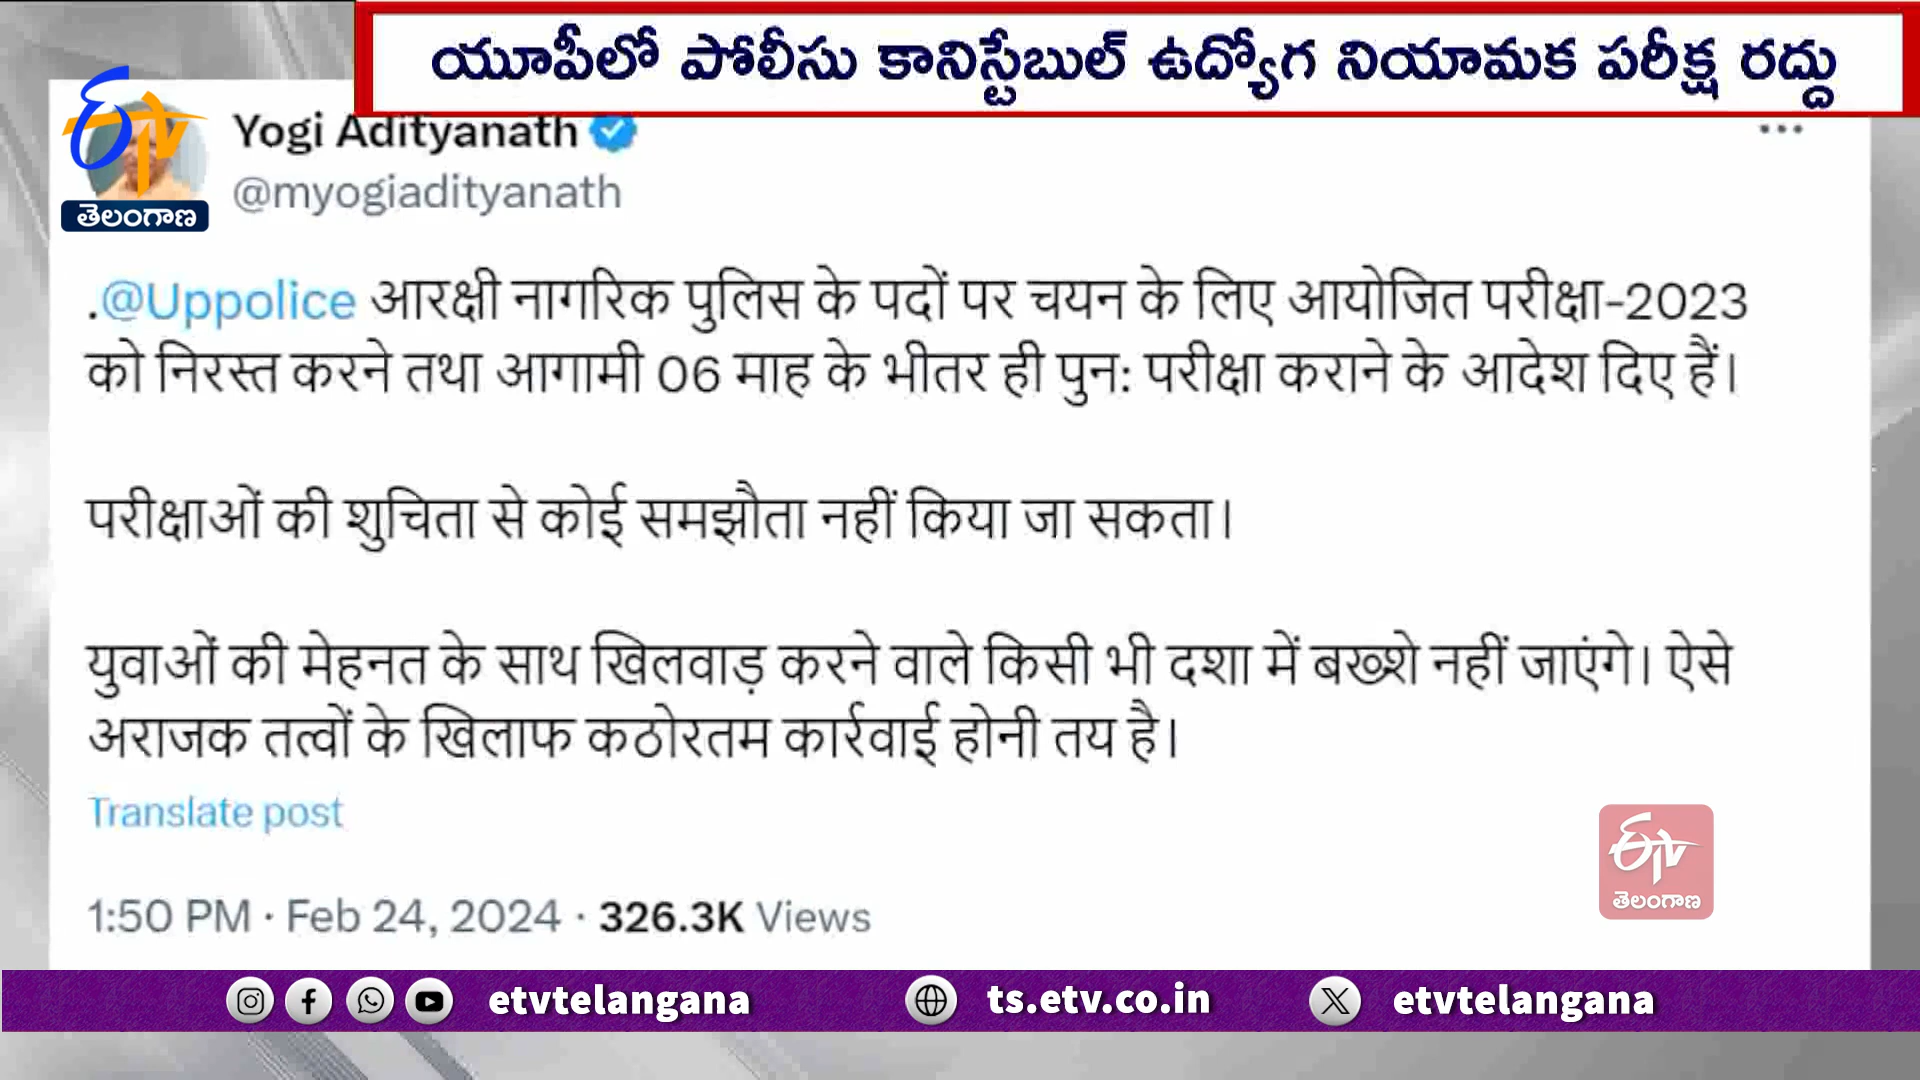 యూపీలో పోలీసు కానిస్టేబుల్ ఉద్యోగ నియామక పరీక్ష రద్దు
ETV
తెలంగాణ
Yogi Adityanath
@myogiadityanath
.@Uppolice आरक्षी नागरिक पुलिस के पदों पर चयन के लिए आयोजित परीक्षा-2023
को निरस्त करने तथा आगामी 06 माह के भीतर ही पुन: परीक्षा कराने के आदेश दिए हैं।
परीक्षाओं की शुचिता से कोई समझौता नहीं किया जा सकता।
युवाओं की मेहनत के साथ खिलवाड़ करने वाले किसी भी दशा में बख्शे नहीं जाएंगे। ऐसे
अराजक तत्वों के खिलाफ कठोरतम कार्रवाई होनी तय है।
Translate post
ETV
తెలంగాణ
1:50 PM · Feb 24, 2024 · 326.3K Views
etvtelangana ts.etv.co.in etvtelangana